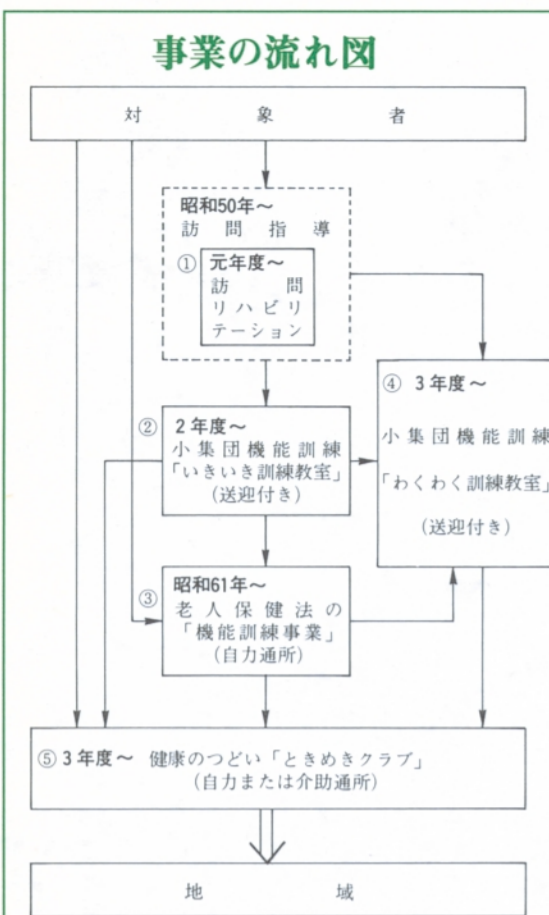 事業の流れ図
対象者
昭和50年～
訪問指導
① 元年度～
訪問
リハビリ
テーション
② 2年度～
小集団機能訓練
「いきいき訓練教室」
(送迎付き)
④ 3年度～
小集団機能訓練
「わくわく訓練教室」
(送迎付き)
③ 昭和61年～
老人保健法の
「機能訓練事業」
(自力通所)
⑤ 3年度～ 健康のつどい「ときめきクラブ」
(自力または介助通所)
地域